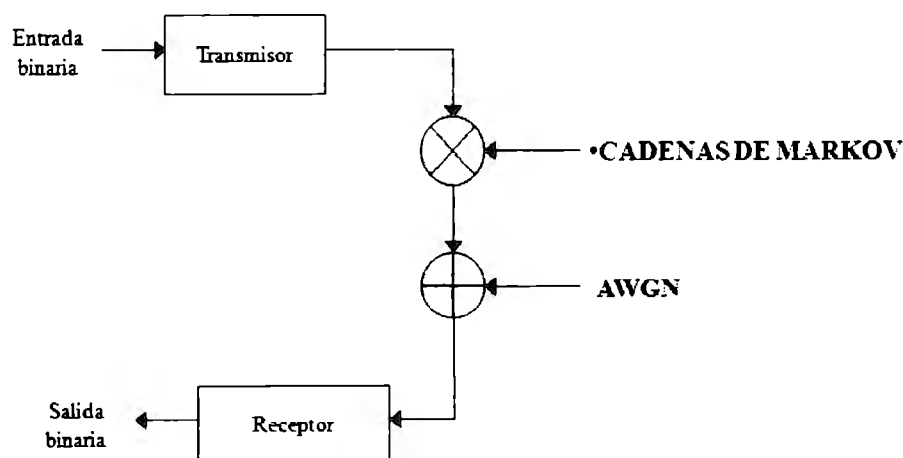 Entrada
binaria
Transmisor
•CADENAS DE MARKOV
AWGN
Salida
binaria
Receptor